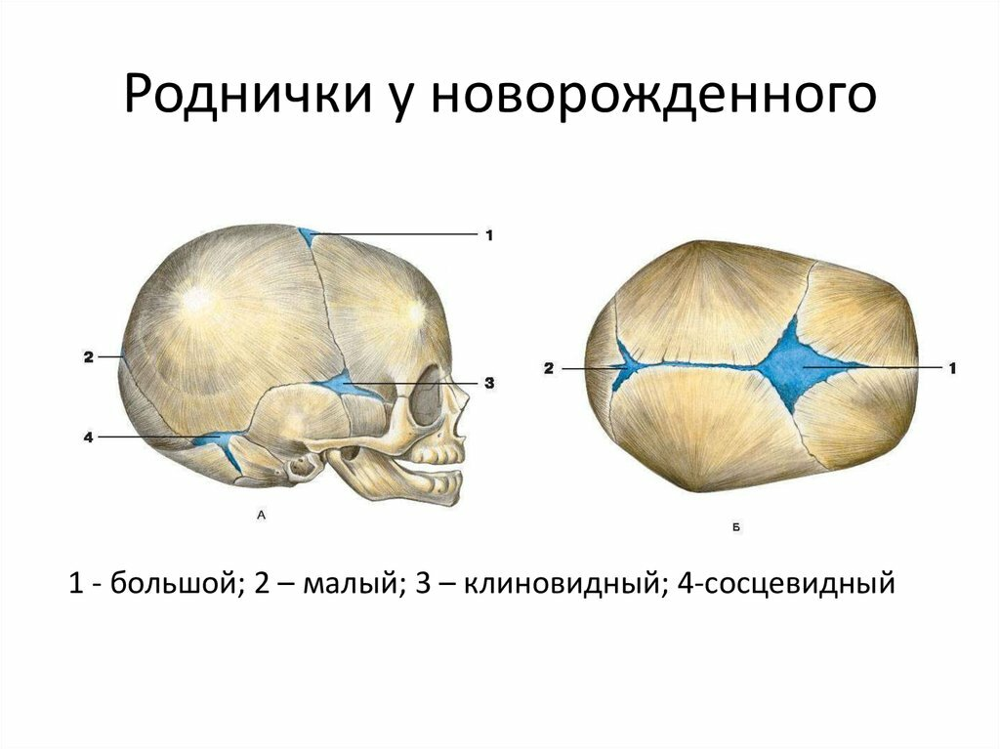 Роднички у новорожденного
1
2
3
4
А
2
1
Б
1 - большой; 2 – малый; 3 – клиновидный; 4-сосцевидный